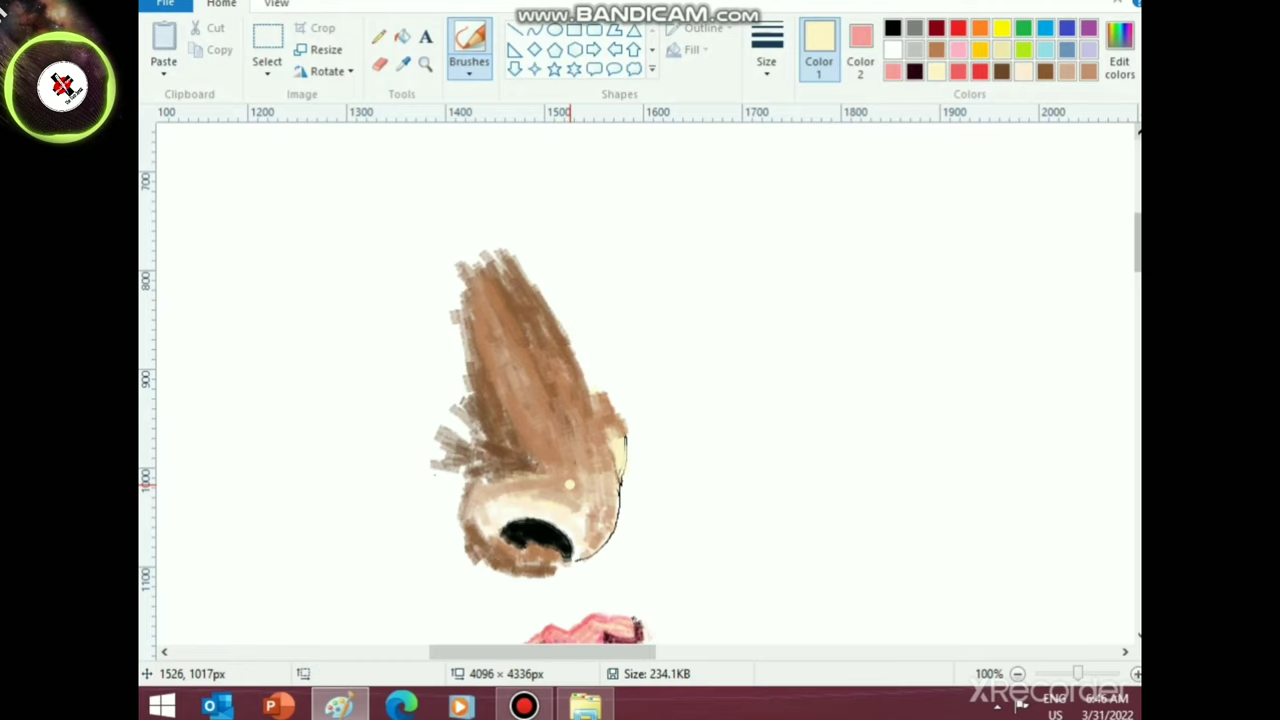 www.BANDICAM.com
File
Home
View
Paste
Cut
Copy
Clipboard
Select
Crop
Resize
Rotate
Image
A
Tools
Brushes
Shapes
Outline
Fill
Size
Color
1
Color
2
Edit
colors
Colors
100
1200
1300
1400
1500
1600
1700
1800
1900
2000
700
800
900
1000
1100
1526, 1017px
4096 × 4336px
Size: 234.1KB
100%
XRecorder
ENG
US
6:46 AM
3/31/2022